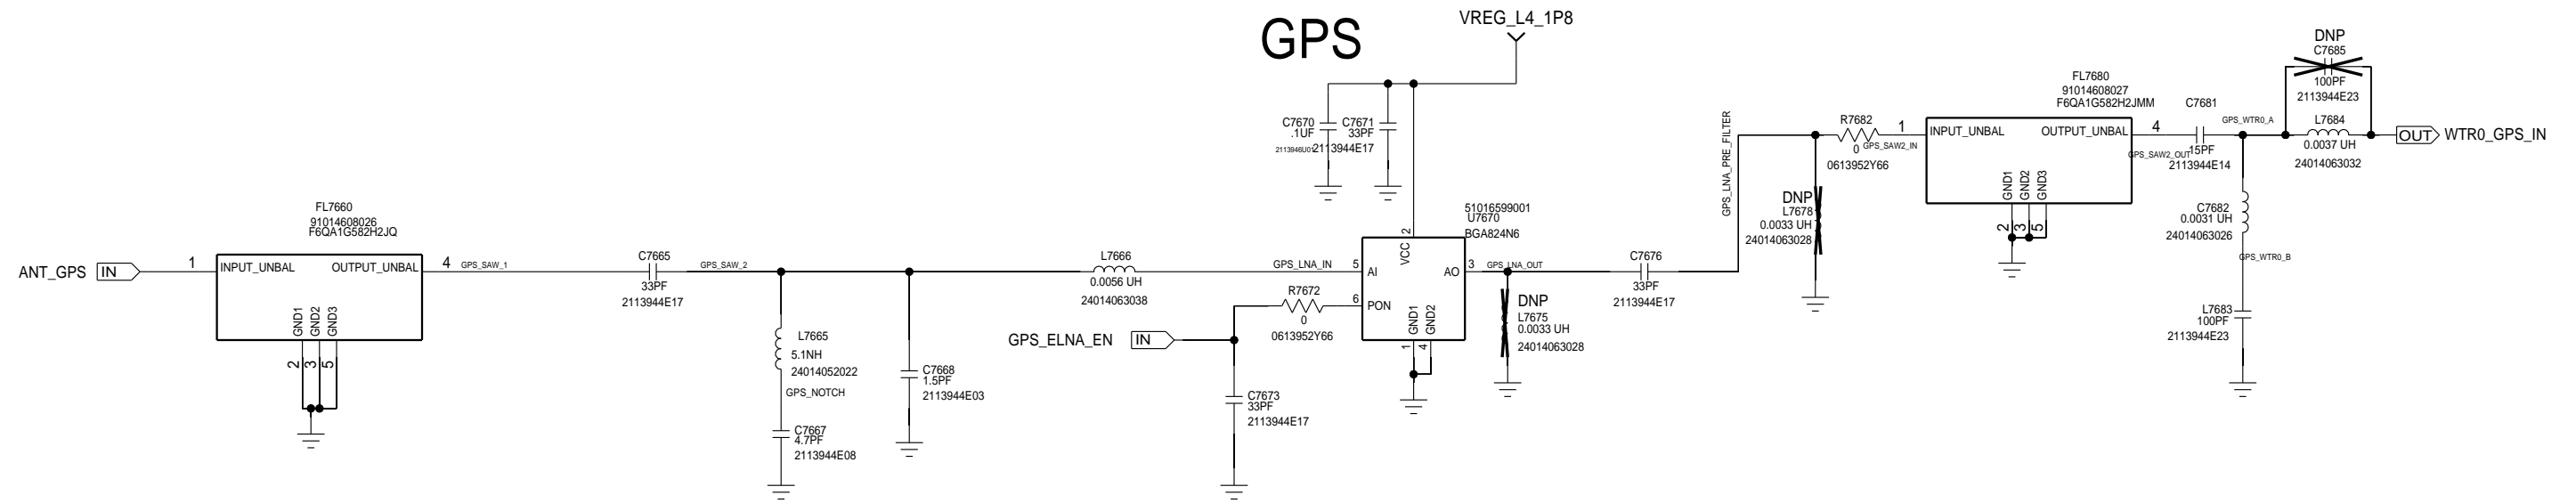 GPS
VREG_L4_1P8
C7670
.1UF
2113946U01
C7671
33PF
2113944E17
FL7660
91014608026
F6QA1G582H2JQ
ANT_GPS
IN
1
INPUT_UNBAL
OUTPUT_UNBAL
GND1
GND2
GND3
2
3
5
4
GPS_SAW_1
C7665
33PF
2113944E17
GPS_SAW_2
L7665
5.1NH
24014052022
GPS_NOTCH
C7667
4.7PF
2113944E08
C7668
1.5PF
2113944E03
L7666
0.0056 UH
24014063038
GPS_LNA_IN
GPS_ELNA_EN
IN
R7672
0
0613952Y66
C7673
33PF
2113944E17
51016599001
U7670
BGA824N6
2
VCC
5
AI
6
PON
AO
3
GND1
GND2
1
4
GPS_LNA_OUT
DNP
L7675
0.0033 UH
24014063028
C7676
33PF
2113944E17
GPS_LNA_PRE_FILTER
DNP
L7678
0.0033 UH
24014063028
R7682
0
0613952Y66
GPS_SAW2_IN
1
FL7680
91014608027
F6QA1G582H2JMM
INPUT_UNBAL
OUTPUT_UNBAL
GND1
GND2
GND3
2
3
5
4
GPS_SAW2_OUT
C7681
15PF
2113944E14
GPS_WTR0_A
C7682
0.0031 UH
24014063026
GPS_WTR0_B
L7683
100PF
2113944E23
DNP
C7685
100PF
2113944E23
L7684
0.0037 UH
24014063032
OUT
WTR0_GPS_IN